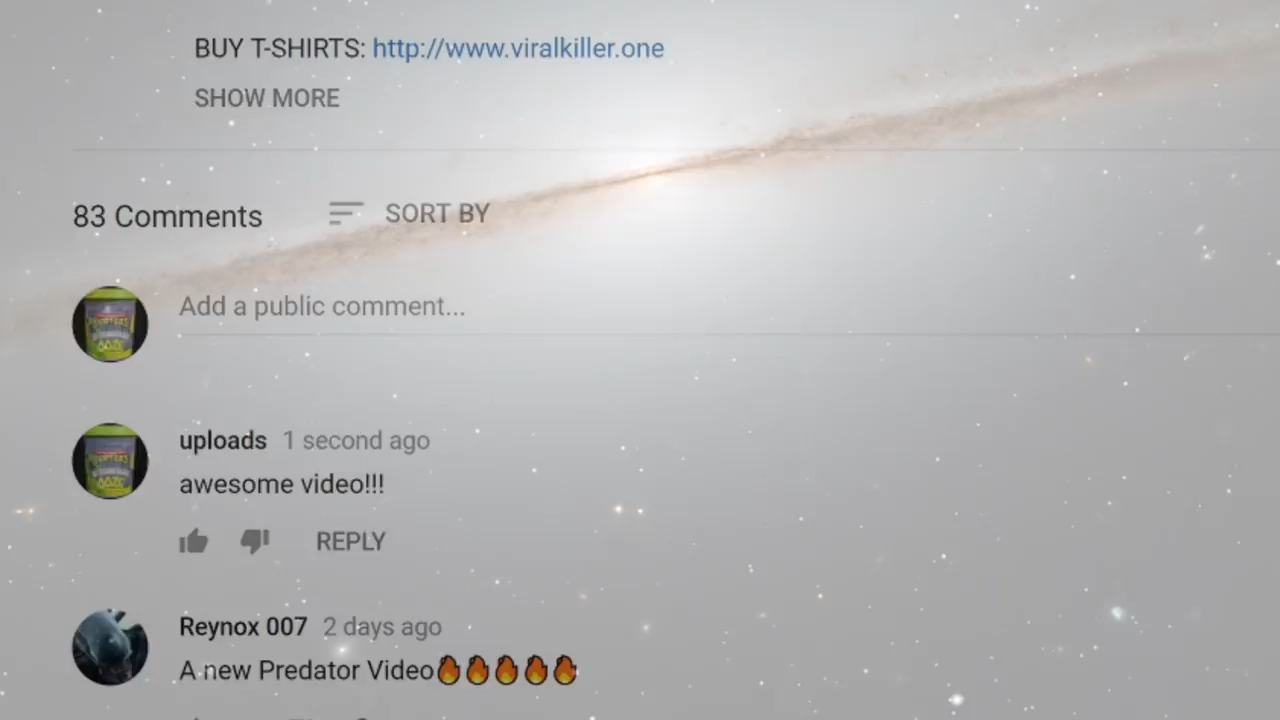 BUY T-SHIRTS: http://www.viralkiller.one
SHOW MORE
83 Comments SORT BY
Add a public comment...
uploads 1 second ago
awesome video!!!
REPLY
Reynox 007 2 days ago
A new Predator Video🔥🔥🔥🔥🔥